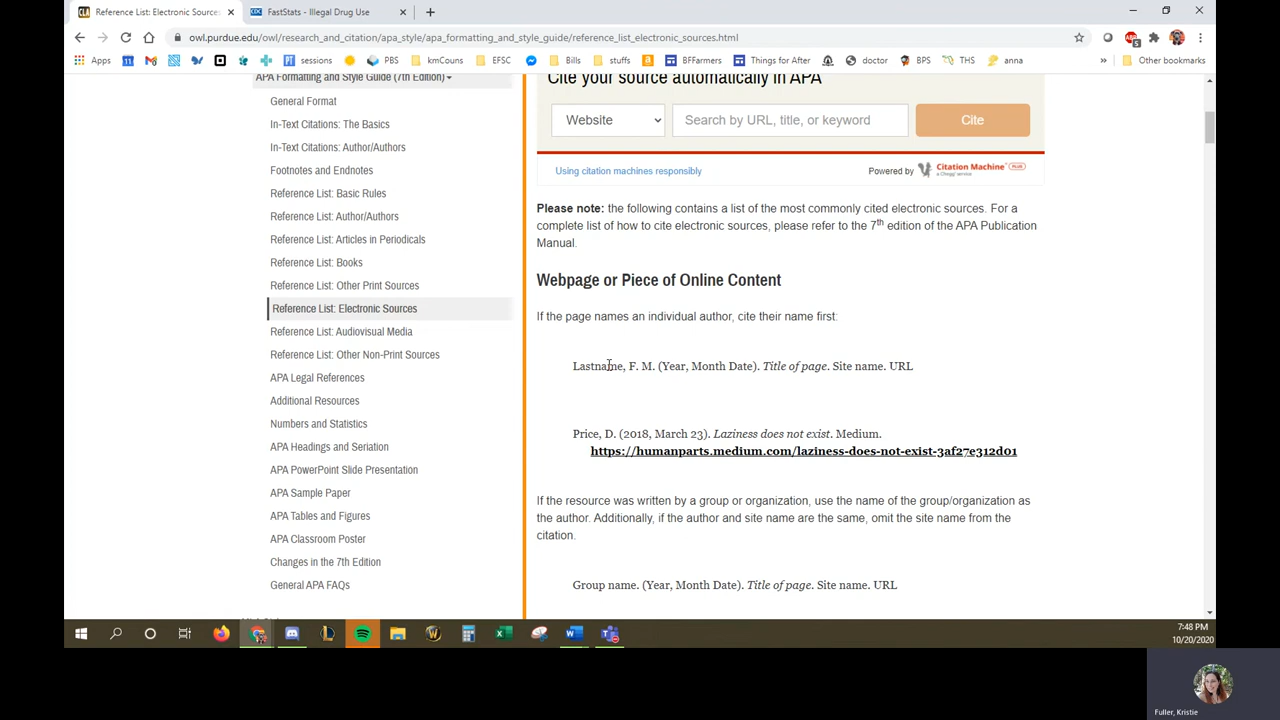 Reference List: Electronic Sources
FastStats - Illegal Drug Use
owl.purdue.edu/owl/research_and_citation/apa_style/apa_formatting_and_style_guide/reference_list_electronic_sources.html
Apps sessions PBS kmCouns EFSC Bills stuffs BFFarmers Things for After doctor BPS THS anna » Other bookmarks
APA Formatting and Style Guide (7th Edition)
General Format
In-Text Citations: The Basics
In-Text Citations: Author/Authors
Footnotes and Endnotes
Reference List: Basic Rules
Reference List: Author/Authors
Reference List: Articles in Periodicals
Reference List: Books
Reference List: Other Print Sources
Reference List: Electronic Sources
Reference List: Audiovisual Media
Reference List: Other Non-Print Sources
APA Legal References
Additional Resources
Numbers and Statistics
APA Headings and Seriation
APA PowerPoint Slide Presentation
APA Sample Paper
APA Tables and Figures
APA Classroom Poster
Changes in the 7th Edition
General APA FAQs
Cite your source automatically in APA
Website Search by URL, title, or keyword Cite
Using citation machines responsibly Powered by Citation Machine PLUS
a Chegg service
Please note: the following contains a list of the most commonly cited electronic sources. For a
complete list of how to cite electronic sources, please refer to the 7th edition of the APA Publication
Manual.
Webpage or Piece of Online Content
If the page names an individual author, cite their name first:
Lastname, F. M. (Year, Month Date). Title of page. Site name. URL
Price, D. (2018, March 23). Laziness does not exist. Medium.
https://humanparts.medium.com/laziness-does-not-exist-3af27e312d01
If the resource was written by a group or organization, use the name of the group/organization as
the author. Additionally, if the author and site name are the same, omit the site name from the
citation.
Group name. (Year, Month Date). Title of page. Site name. URL
7:48 PM
10/20/2020
Fuller, Kristie